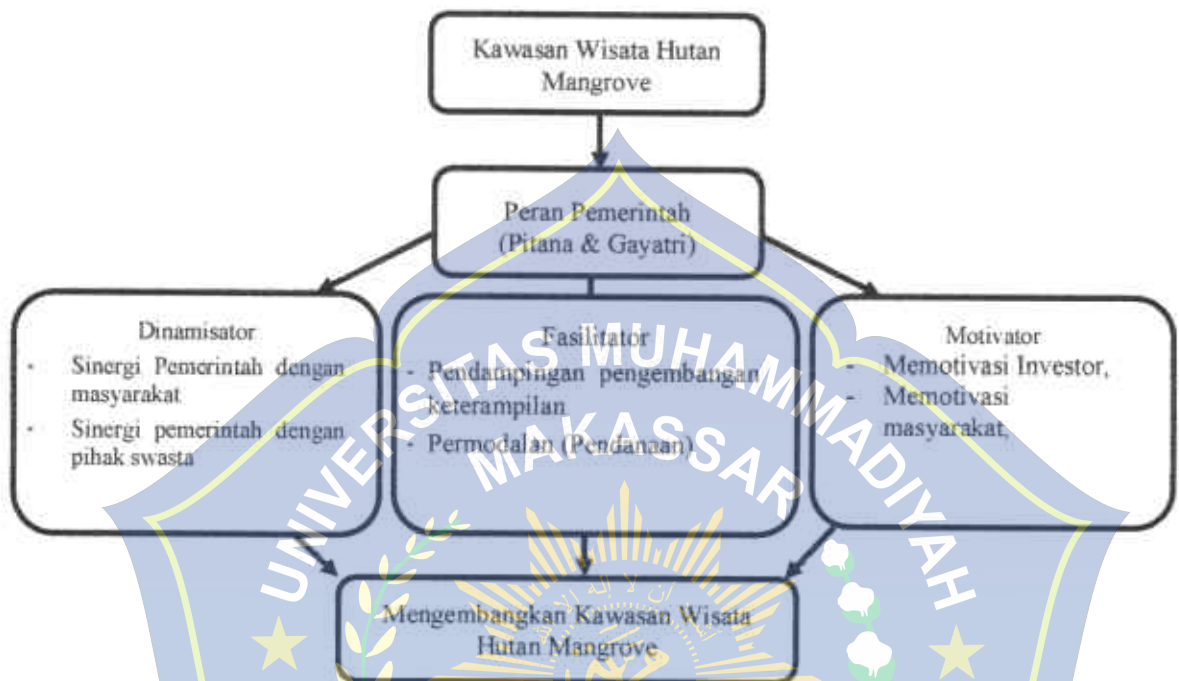 Kawasan Wisata Hutan
Mangrove
Peran Pemerintah
(Pitana & Gayatri)
Dinamisator
- Sinergi Pemerintah dengan
masyarakat
- Sinergi pemerintah dengan
pihak swasta
Fasilitator
- Pendampingan pengembangan
keterampilan
- Permodalan (Pendanaan)
Motivator
- Memotivasi Investor,
- Memotivasi
masyarakat,
UNIVERSITAS MUHAMMADIYAH
MAKASSAR
Mengembangkan Kawasan Wisata
Hutan Mangrove